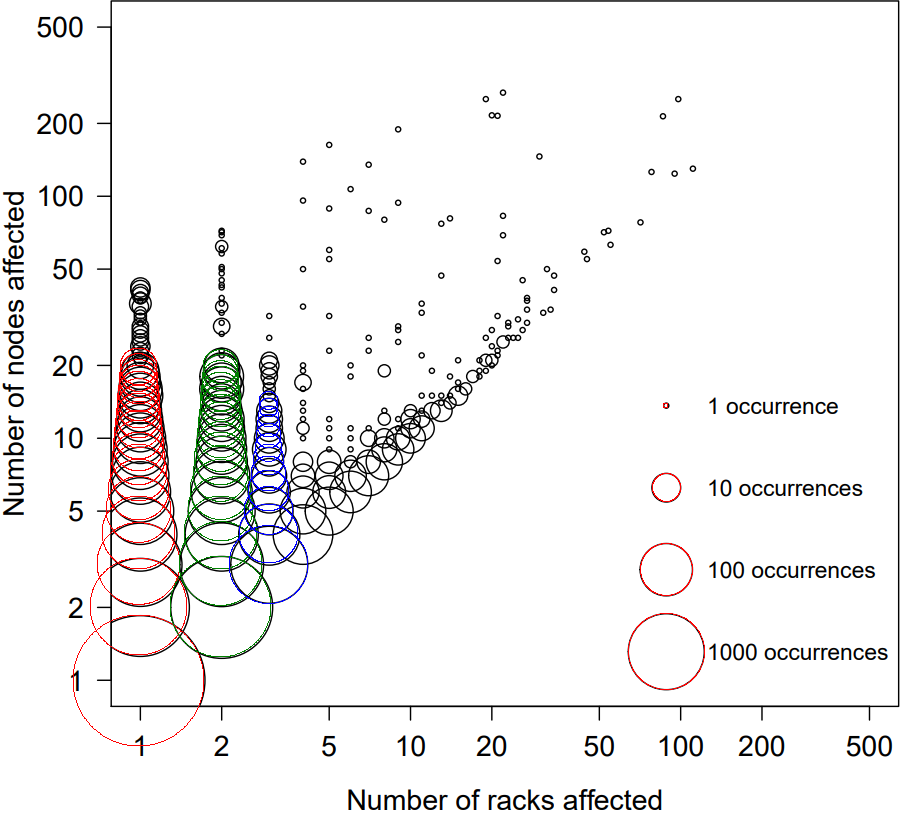 500
200
100
50
20
10
5
2
1
Number of nodes affected
1 occurrence
10 occurrences
100 occurrences
1000 occurrences
1 2 5 10 20 50 100 200 500
Number of racks affected